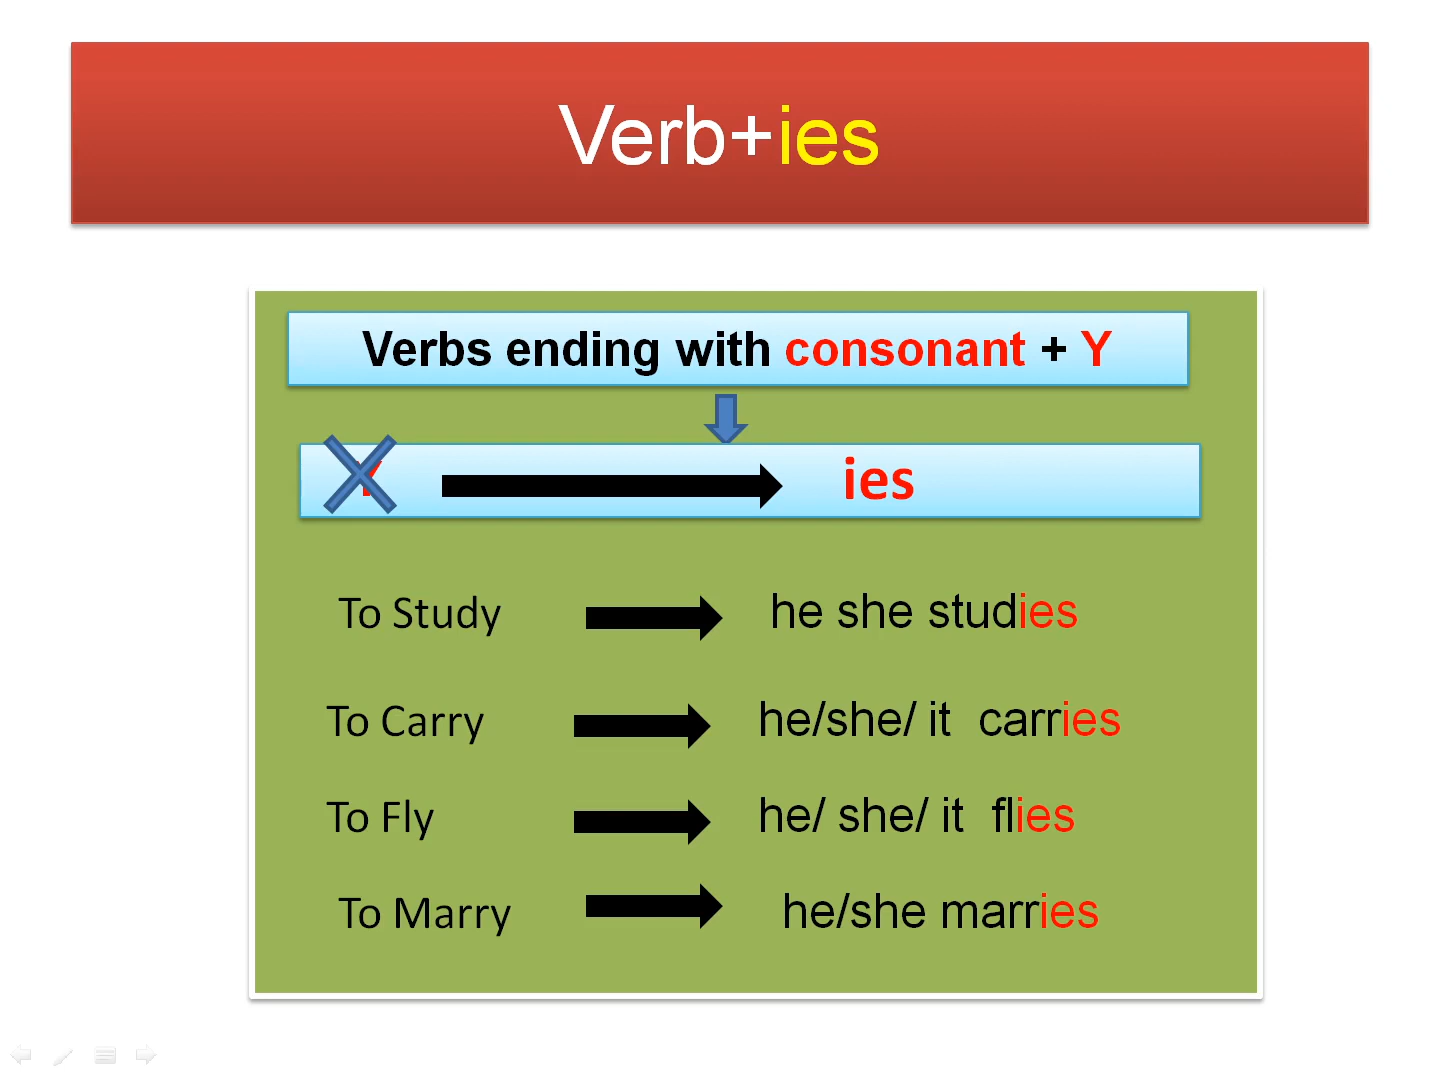 Verb+ies
Verbs ending with consonant + Y
Y ies
To Study he she studies
To Carry he/she/ it carries
To Fly he/ she/ it flies
To Marry he/she marries